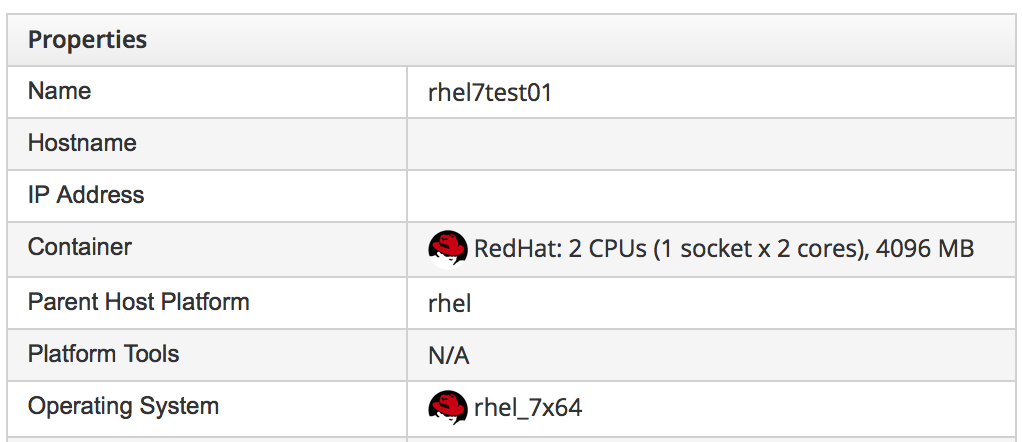 Properties
Name rhel7test01
Hostname
IP Address
Container RedHat: 2 CPUs (1 socket x 2 cores), 4096 MB
Parent Host Platform rhel
Platform Tools N/A
Operating System rhel_7x64